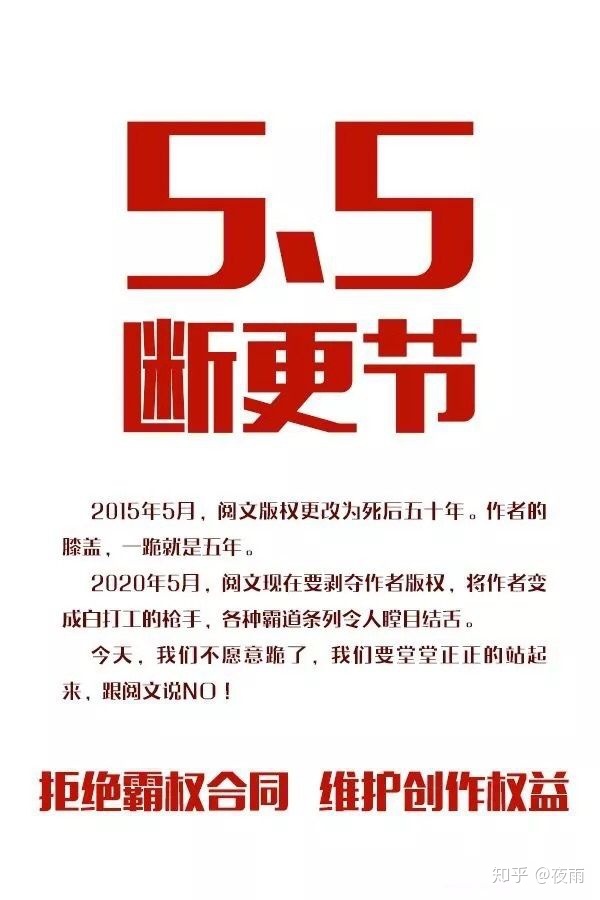 5、5
断更节
2015年5月，阅文版权更改为死后五十年。作者的
膝盖，一跪就是五年。
2020年5月，阅文现在要剥夺作者版权，将作者变
成白打工的枪手，各种霸道条列令人瞠目结舌。
今天，我们不愿意跪了，我们要堂堂正正的站起
来，跟阅文说NO！
拒绝霸权合同 维护创作权益
知乎 @夜雨